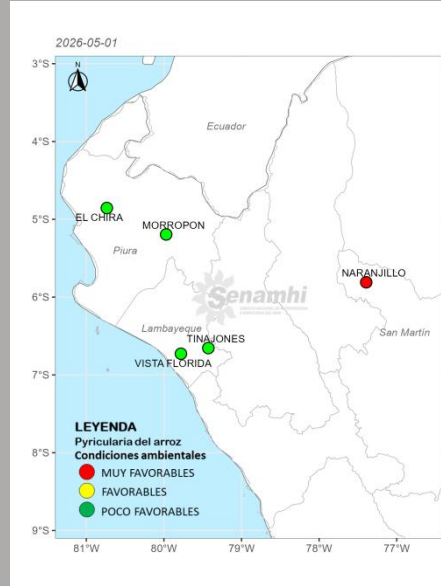 2026-05-01
N
3°S
4°S
Ecuador
5°S
EL CHIRA
MORROPON
Piura
NARANJILLO
6°S
Senamhi
San Martín
Lambayeque
TINAJONES
VISTA FLORIDA
7°S
LEYENDA
Pyricularia del arroz
Condiciones ambientales
8°S
MUY FAVORABLES
FAVORABLES
POCO FAVORABLES
9°S
81°W 80°W 79°W 78°W 77°W